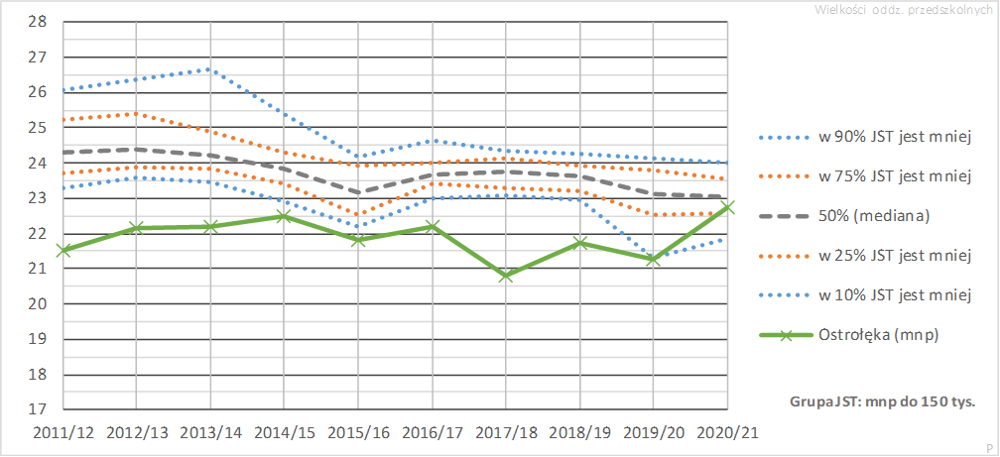 Wielkości oddz. przedszkolnych
28
27
26
25
24
23
22
21
20
19
18
17
2011/12 2012/13 2013/14 2014/15 2015/16 2016/17 2017/18 2018/19 2019/20 2020/21
w 90% JST jest mniej
w 75% JST jest mniej
50% (mediana)
w 25% JST jest mniej
w 10% JST jest mniej
Ostrołęka (mnp)
Grupa JST: mnp do 150 tys.
P